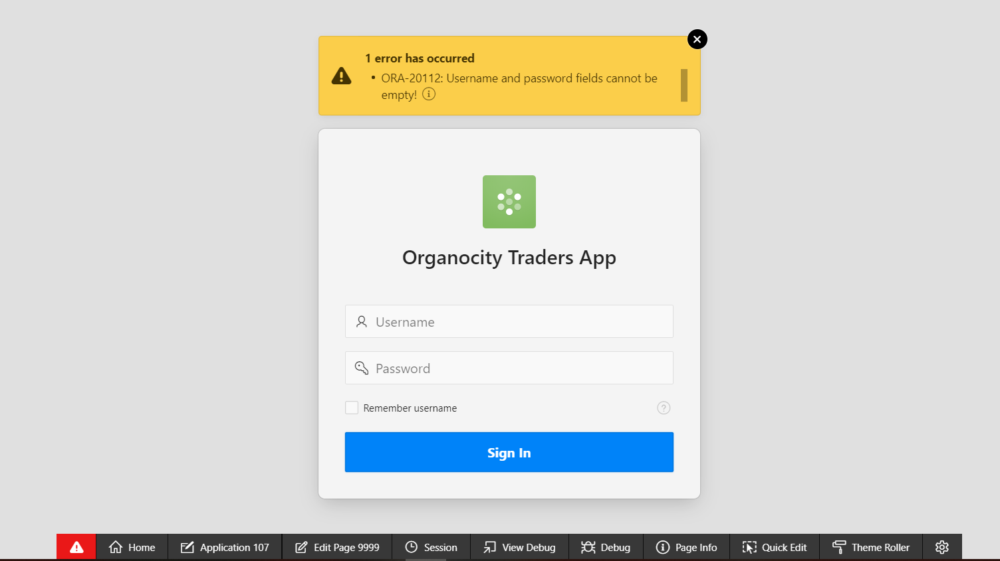 1 error has occurred
• ORA-20112: Username and password fields cannot be
empty!
Organocity Traders App
Username
Password
Remember username
Sign In
Home Application 107 Edit Page 9999 Session View Debug Debug Page Info Quick Edit Theme Roller